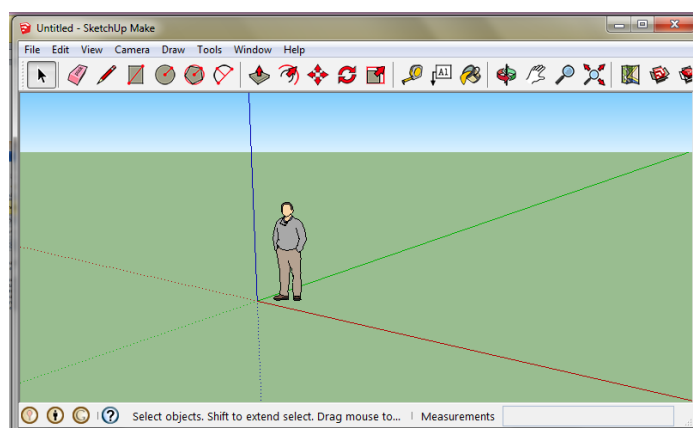 Untitled - SketchUp Make
File Edit View Camera Draw Tools Window Help
A1
Select objects. Shift to extend select. Drag mouse to... Measurements